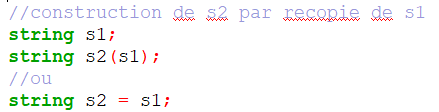 //construction de s2 par recopie de s1
string s1;
string s2(s1);
//ou
string s2 = s1;